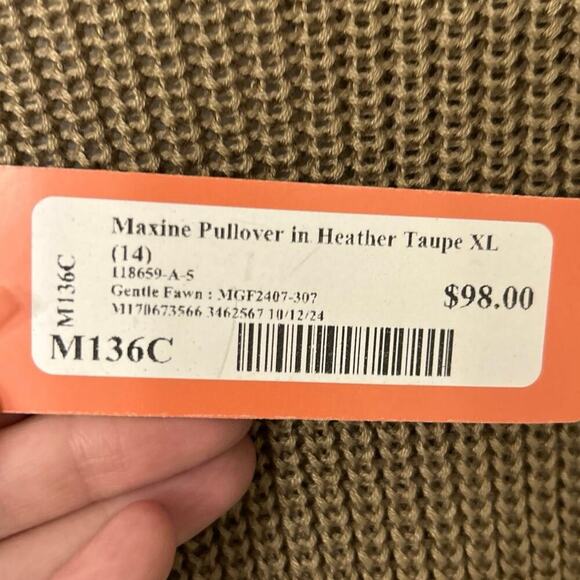 Maxine Pullover in Heather Taupe XL
(14)
118659-A-5
Gentle Fawn : MGF2407-307
$98.00
M170673566 3462567 10/12/24
M136C
M136C